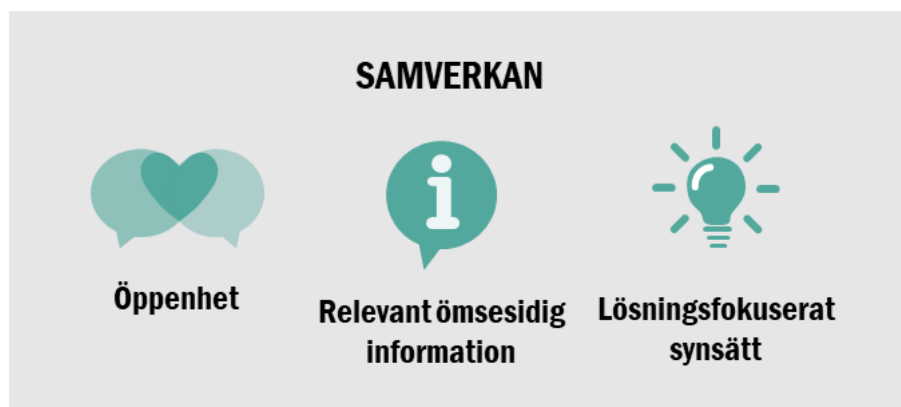 SAMVERKAN
Öppenhet
Relevant ömsesidig
information
Lösningsfokuserat
synsätt